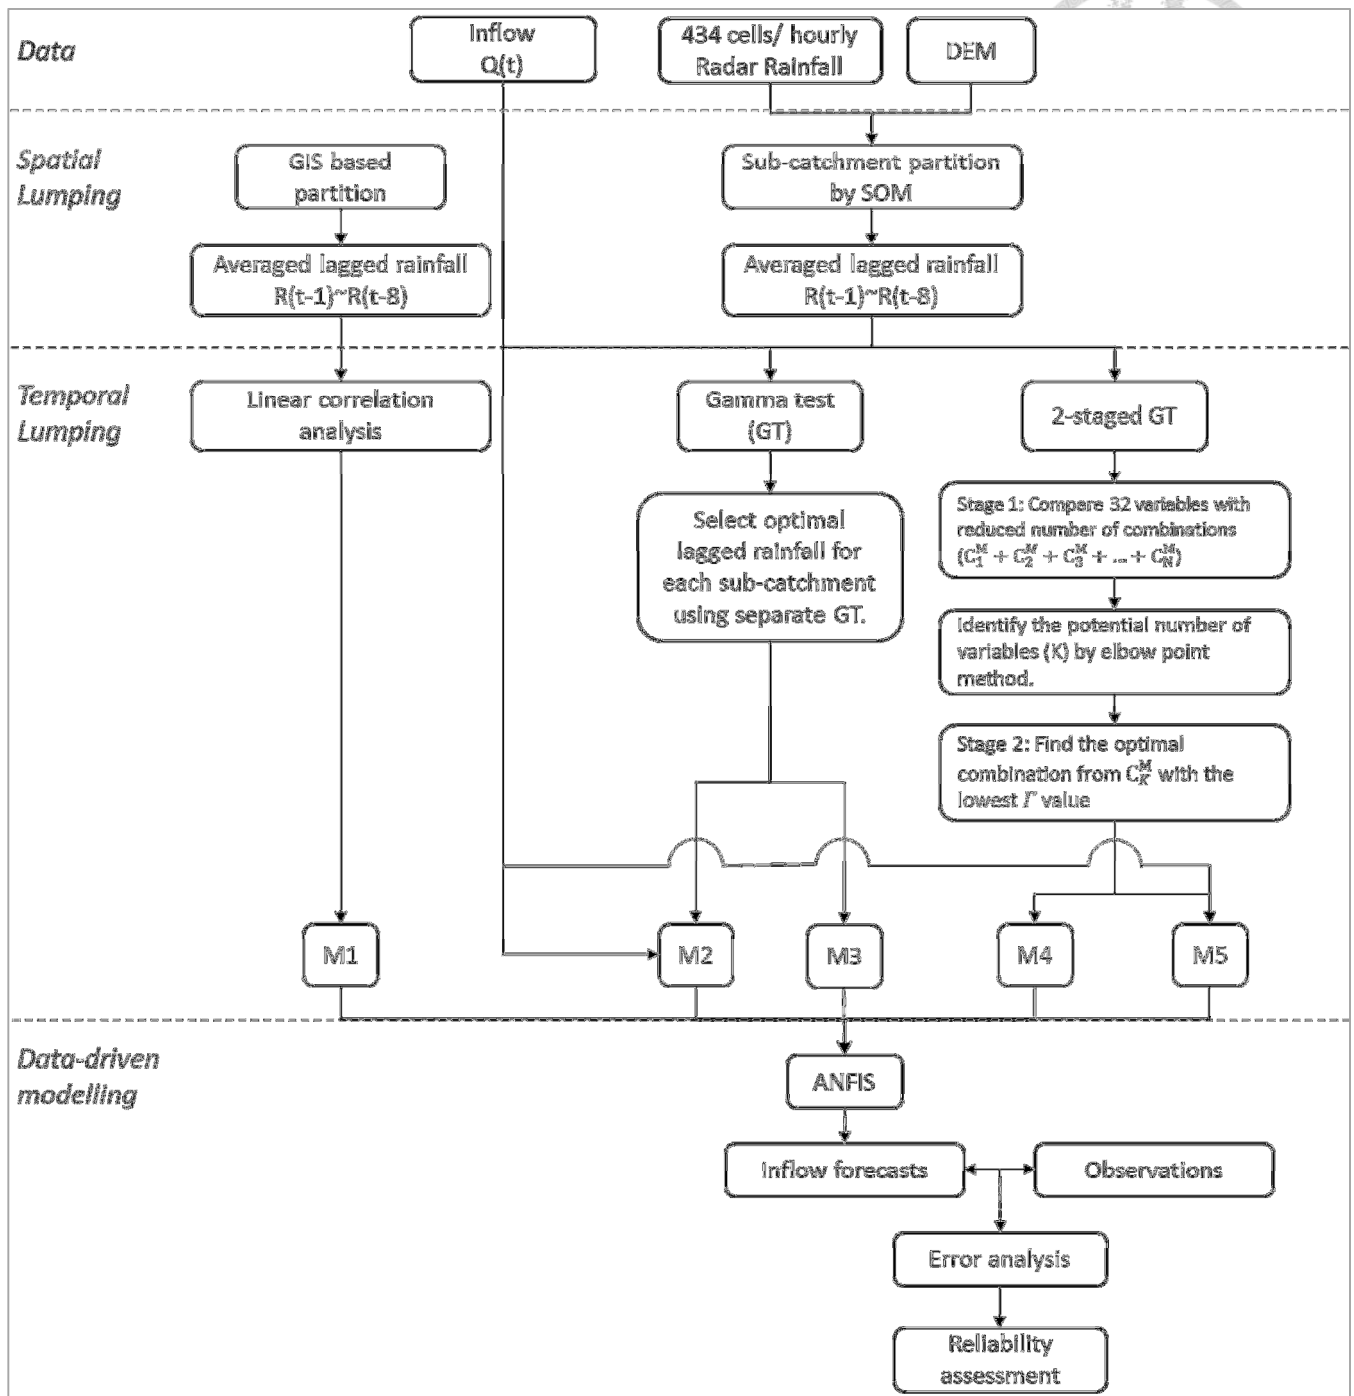 Data
Inflow
Q(t)
434 cells/ hourly
Radar Rainfall
DEM
Spatial
Lumping
GIS based
partition
Sub-catchment partition
by SOM
Averaged lagged rainfall
R(t-1)~R(t-8)
Averaged lagged rainfall
R(t-1)~R(t-8)
Temporal
Lumping
Linear correlation
analysis
Gamma test
(GT)
2-staged GT
Select optimal
lagged rainfall for
each sub-catchment
using separate GT.
Stage 1: Compare 32 variables with
reduced number of combinations
(C₁ᴹ + C₂ᴹ + C₃ᴹ + ... + C_Nᴹ)
Identify the potential number of
variables (K) by elbow point
method.
Stage 2: Find the optimal
combination from C_Kᴹ with the
lowest Γ value
M1
M2
M3
M4
M5
Data-driven
modelling
ANFIS
Inflow forecasts
Observations
Error analysis
Reliability
assessment